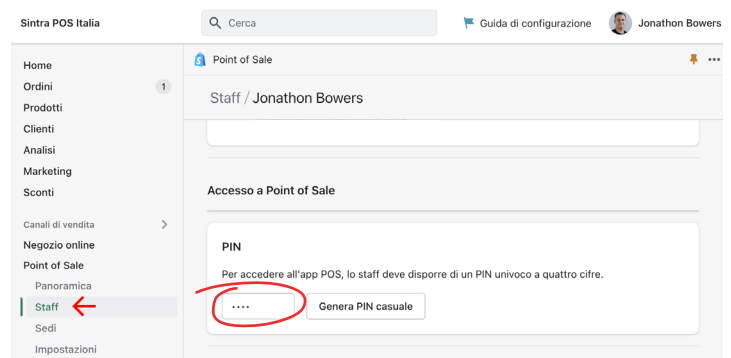 Sintra POS Italia
Cerca
Guida di configurazione
Jonathon Bowers
Home
Ordini
1
Prodotti
Clienti
Analisi
Marketing
Sconti
Canali di vendita
Negozio online
Point of Sale
Panoramica
Staff
Sedi
Impostazioni
Point of Sale
Staff / Jonathon Bowers
Accesso a Point of Sale
PIN
Per accedere all'app POS, lo staff deve disporre di un PIN univoco a quattro cifre.
....
Genera PIN casuale